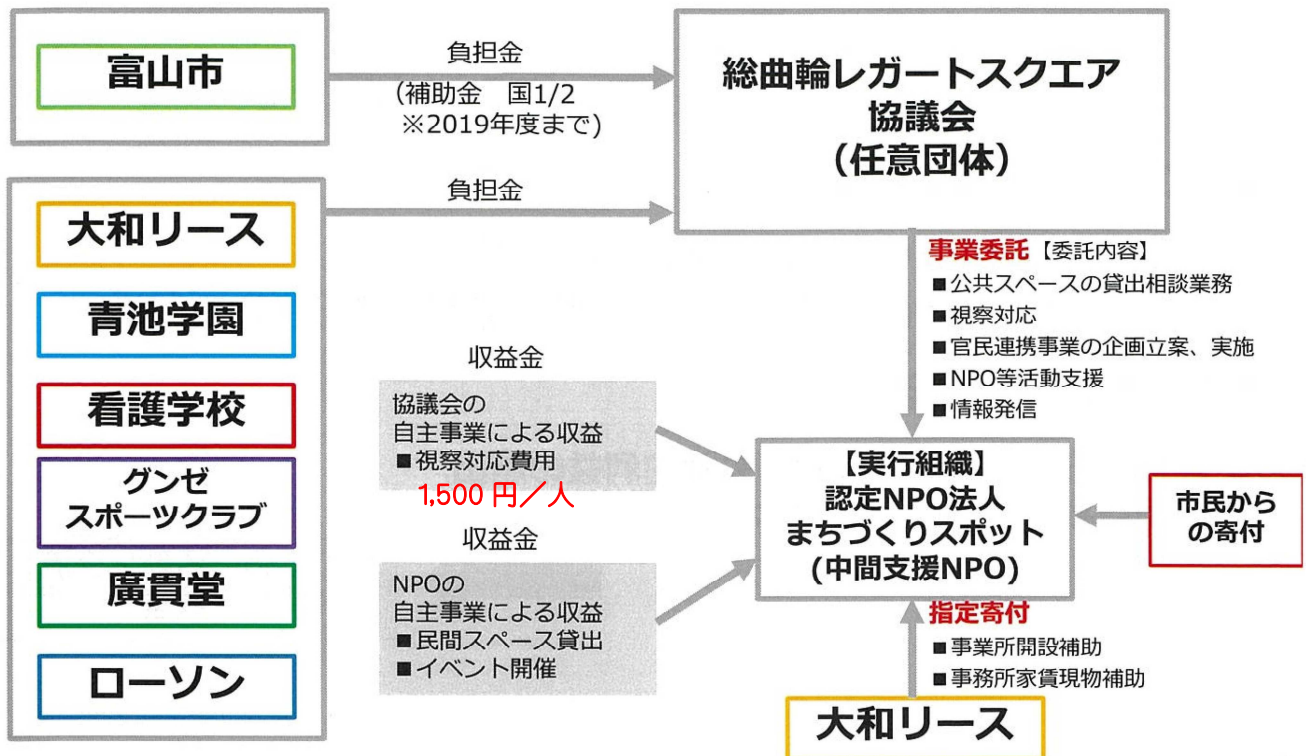 富山市
負担金
（補助金　国1/2
※2019年度まで)
総曲輪レガートスクエア
協議会
（任意団体）
大和リース
青池学園
看護学校
グンゼ
スポーツクラブ
廣貫堂
ローソン
負担金
事業委託【委託内容】
■公共スペースの貸出相談業務
■視察対応
■官民連携事業の企画立案、実施
■NPO等活動支援
■情報発信
収益金
協議会の
自主事業による収益
■視察対応費用
1,500 円／人
収益金
NPOの
自主事業による収益
■民間スペース貸出
■イベント開催
【実行組織】
認定NPO法人
まちづくりスポット
(中間支援NPO)
市民から
の寄付
指定寄付
■事業所開設補助
■事務所家賃現物補助
大和リース